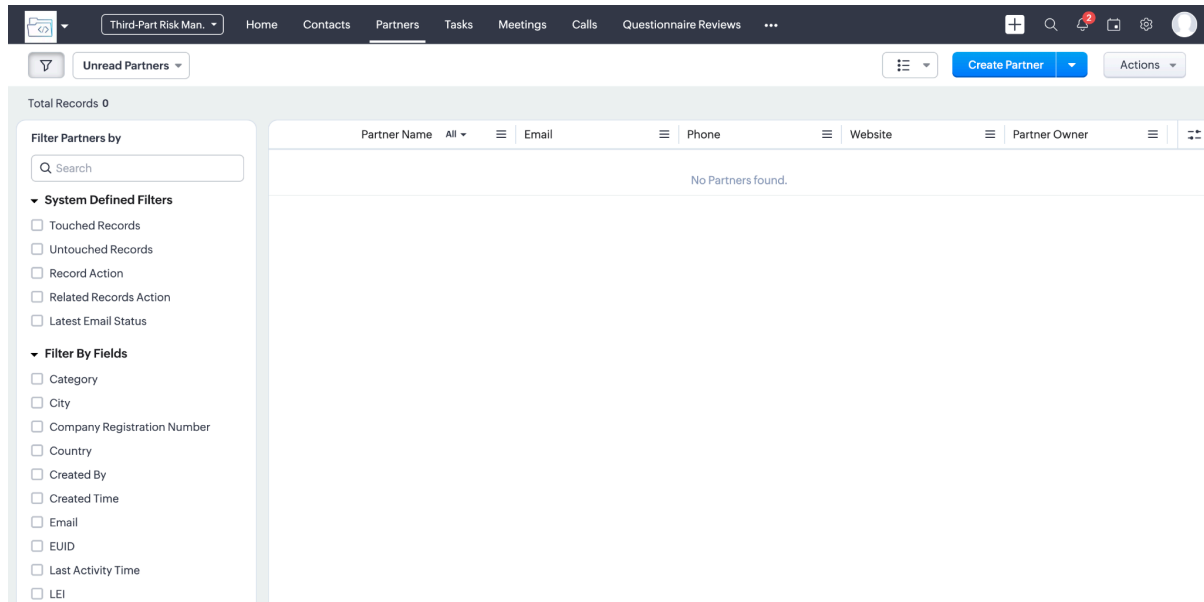 Third-Part Risk Man. Home Contacts Partners Tasks Meetings Calls Questionnaire Reviews ••• 2
Unread Partners Create Partner Actions
Total Records 0
Filter Partners by
Search
System Defined Filters
Touched Records
Untouched Records
Record Action
Related Records Action
Latest Email Status
Filter By Fields
Category
City
Company Registration Number
Country
Created By
Created Time
Email
EUID
Last Activity Time
LEI
Partner Name All Email Phone Website Partner Owner
No Partners found.